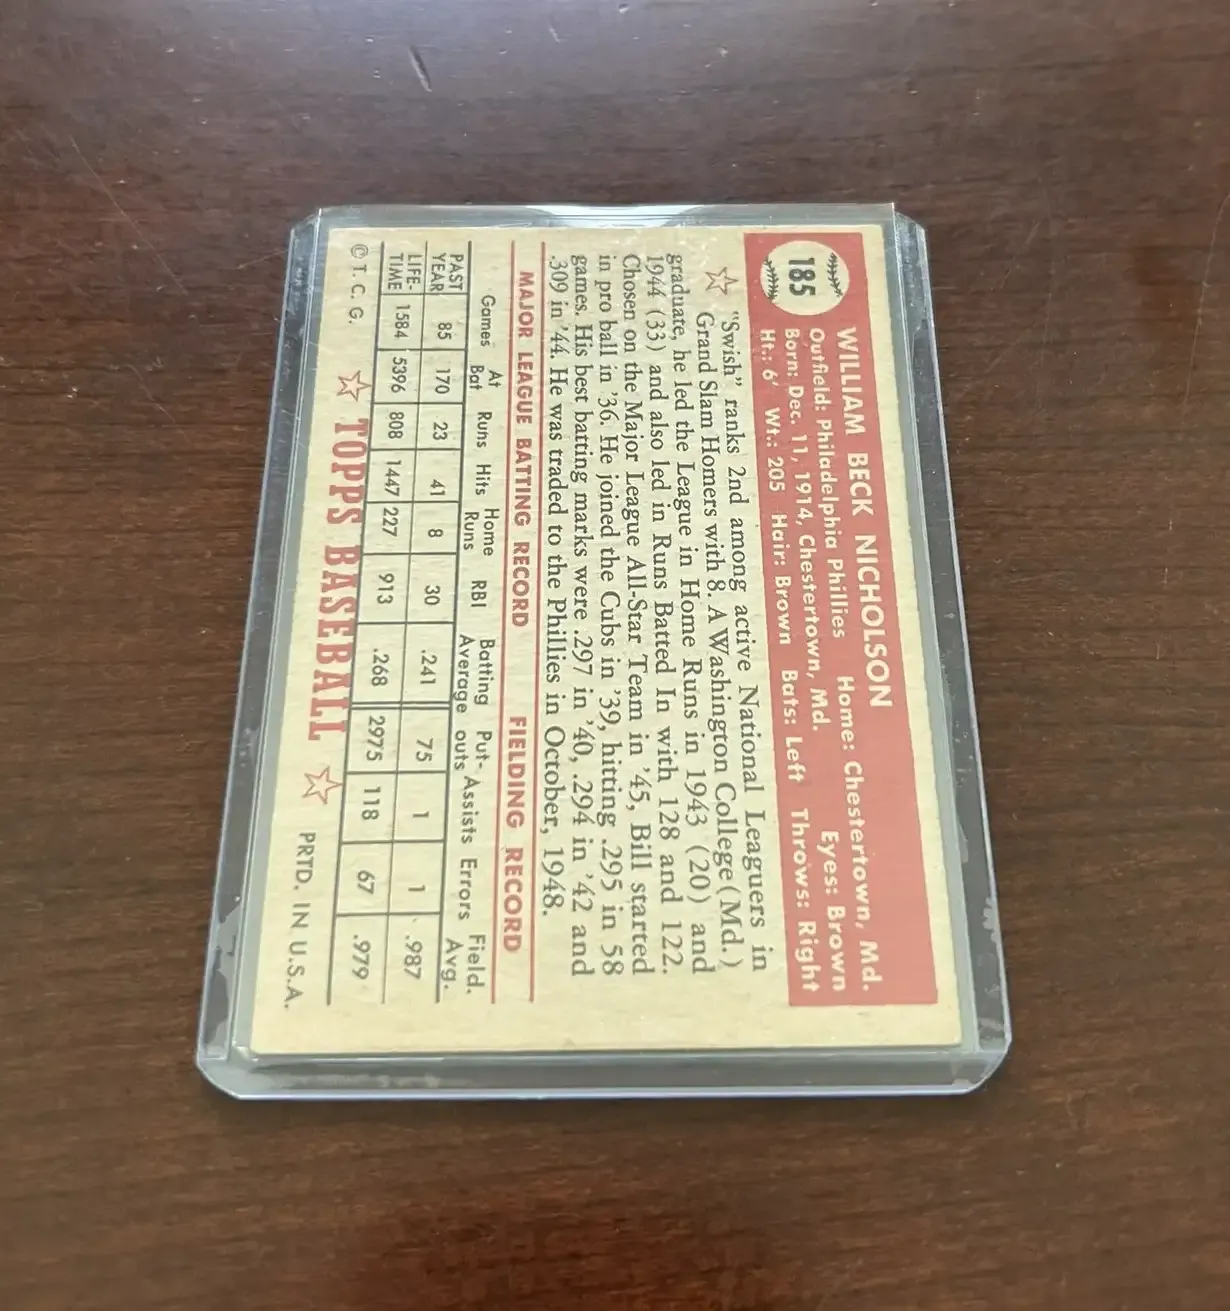 185
WILLIAM BECK NICHOLSON
Outfield: Philadelphia Phillies Home: Chestertown, Md.
Born: Dec. 11, 1914, Chestertown, Md. Eyes: Brown
Ht.: 6' Wt.: 205 Hair: Brown Bats: Left Throws: Right
"Swish" ranks 2nd among active National Leaguers in
Grand Slam Homers with 8. A Washington College (Md.)
graduate, he led the League in Home Runs in 1943 (20) and
1944 (33) and also led in Runs Batted In with 128 and 122.
Chosen on the Major League All-Star Team in '45, Bill started
in pro ball in '36. He joined the Cubs in '39, hitting .295 in 58
games. His best batting marks were .297 in '40, .294 in '42 and
.309 in '44. He was traded to the Phillies in October, 1948.
MAJOR LEAGUE BATTING RECORD FIELDING RECORD
Games At Bat Runs Hits Home Runs RBI Batting Average Put-outs Assists Errors Field. Avg.
PAST YEAR 85 170 23 41 8 30 .241 75 1 1 .987
LIFE-TIME 1584 5396 808 1447 227 913 .268 2975 118 67 .979
© T. C. G. TOPPS BASEBALL PRTD. IN U.S.A.